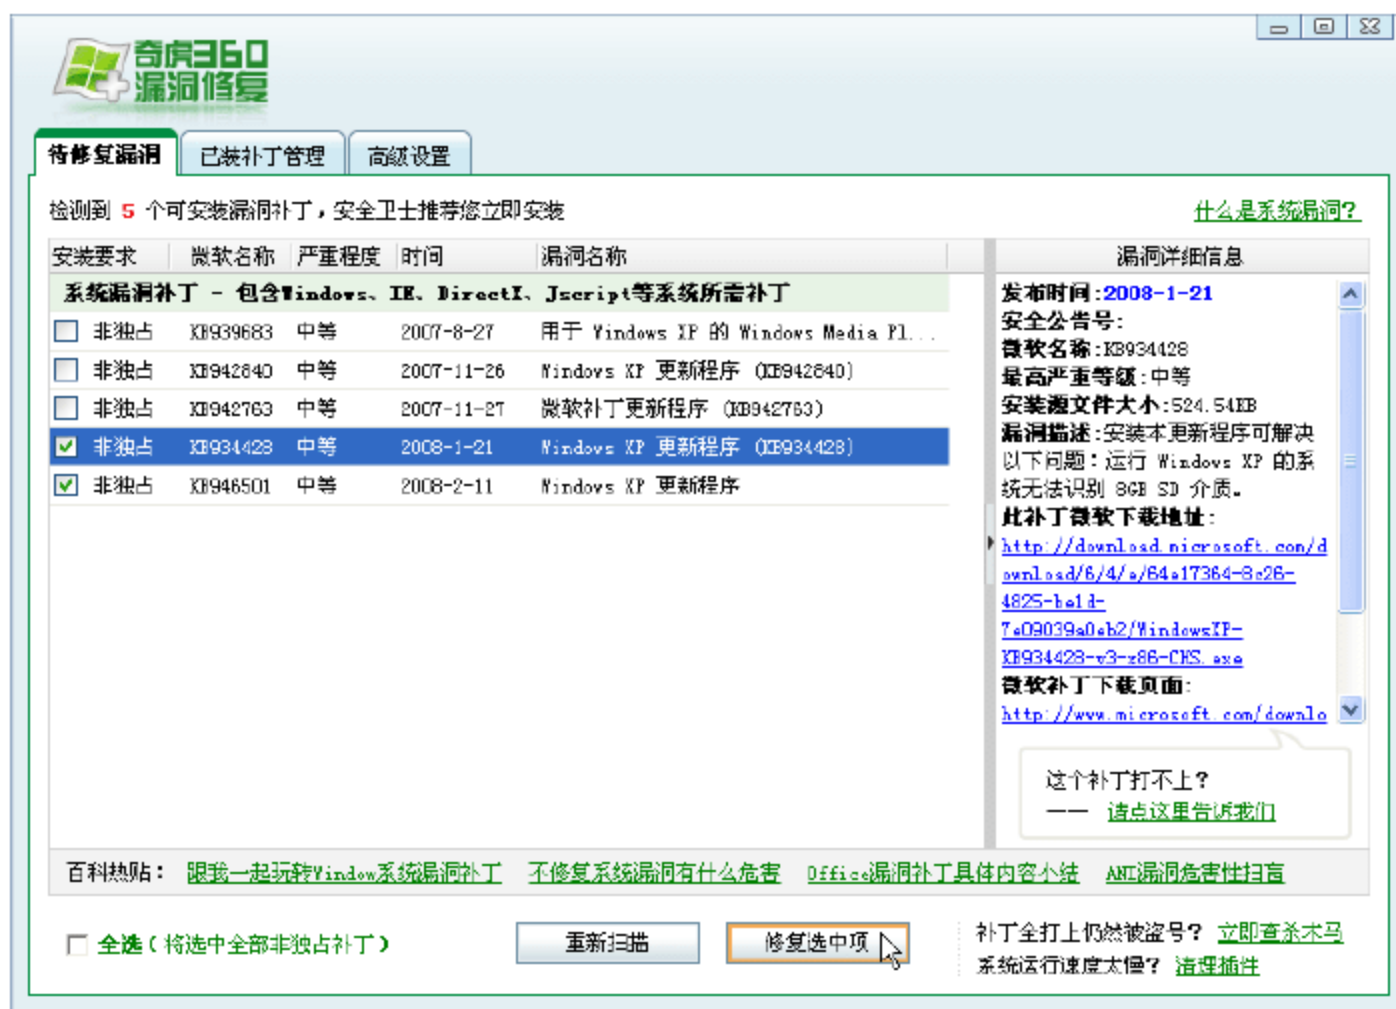 奇虎360
漏洞修复
待修复漏洞 已装补丁管理 高级设置
检测到 5 个可安装漏洞补丁，安全卫士推荐您立即安装 什么是系统漏洞?
安装要求 微软名称 严重程度 时间 漏洞名称
系统漏洞补丁 - 包含Windows、IE、DirectX、Jscript等系统所需补丁
非独占 KB939683 中等 2007-8-27 用于 Windows XP 的 Windows Media Pl...
非独占 KB942840 中等 2007-11-26 Windows XP 更新程序 (KB942840)
非独占 KB942763 中等 2007-11-27 微软补丁更新程序 (KB942763)
非独占 KB934428 中等 2008-1-21 Windows XP 更新程序 (KB934428)
非独占 KB946501 中等 2008-2-11 Windows XP 更新程序
漏洞详细信息
发布时间:2008-1-21
安全公告号:
微软名称:KB934428
最高严重等级:中等
安装源文件大小:524.54KB
漏洞描述:安装本更新程序可解决
以下问题：运行 Windows XP 的系
统无法识别 8GB SD 介质。
此补丁微软下载地址:
http://download.microsoft.com/d
ownload/6/4/e/64e17364-8c26-
4825-be1d-
7e09039a0eb2/WindowsXP-
KB934428-v3-x86-CHS.exe
微软补丁下载页面:
http://www.microsoft.com/downlo
这个补丁打不上?
—— 请点这里告诉我们
百科热贴： 跟我一起玩转Window系统漏洞补丁 不修复系统漏洞有什么危害 Office漏洞补丁具体内容小结 ANI漏洞危害性扫盲
全选(将选中全部非独占补丁) 重新扫描 修复选中项
补丁全打上仍然被盗号? 立即查杀木马
系统运行速度太慢? 清理插件